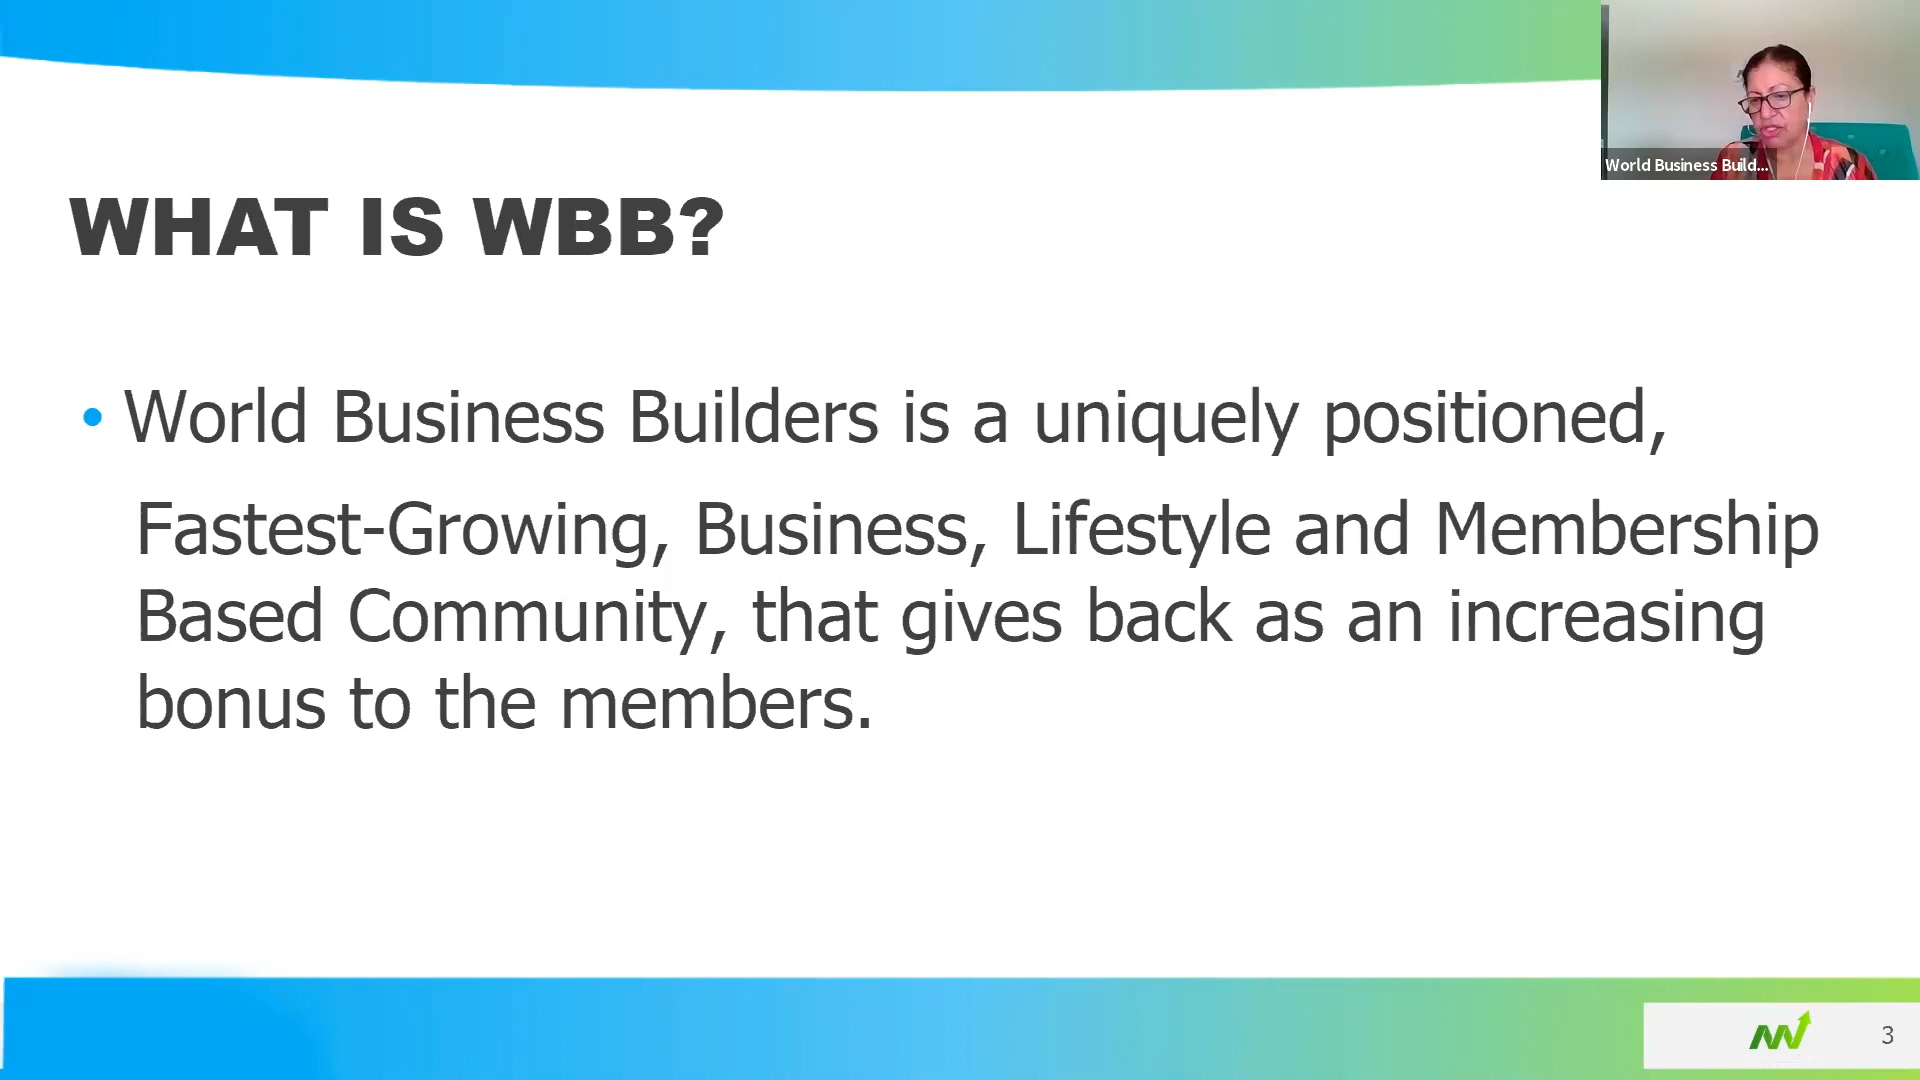 World Business Build...
WHAT IS WBB?
• World Business Builders is a uniquely positioned,
Fastest-Growing, Business, Lifestyle and Membership
Based Community, that gives back as an increasing
bonus to the members.
3